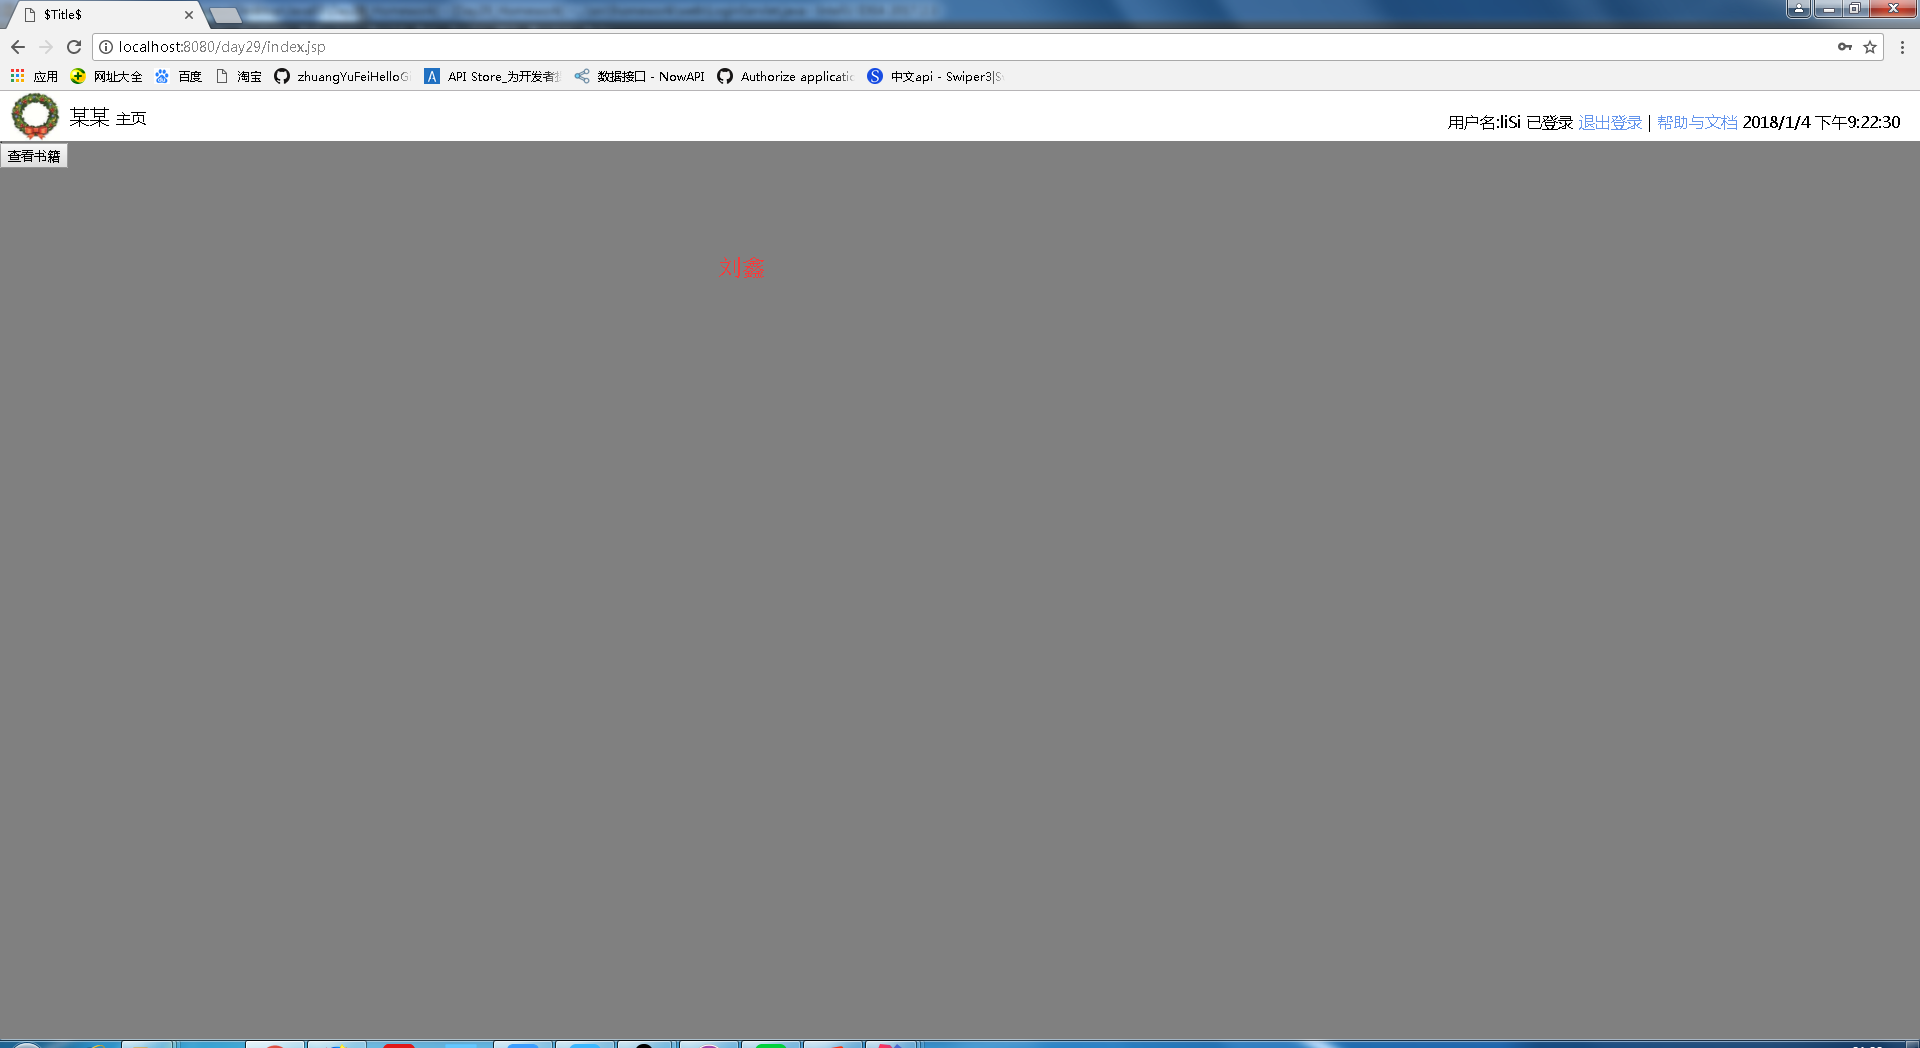 $Title$
localhost:8080/day29/index.jsp
应用 网址大全 百度 淘宝 zhuangYuFeiHelloG API Store_为开发者 数据接口 - NowAPI Authorize applicatic 中文api - Swiper3|S
某某 主页
用户名:liSi 已登录 退出登录 | 帮助与文档 2018/1/4 下午9:22:30
查看书籍
刘鑫